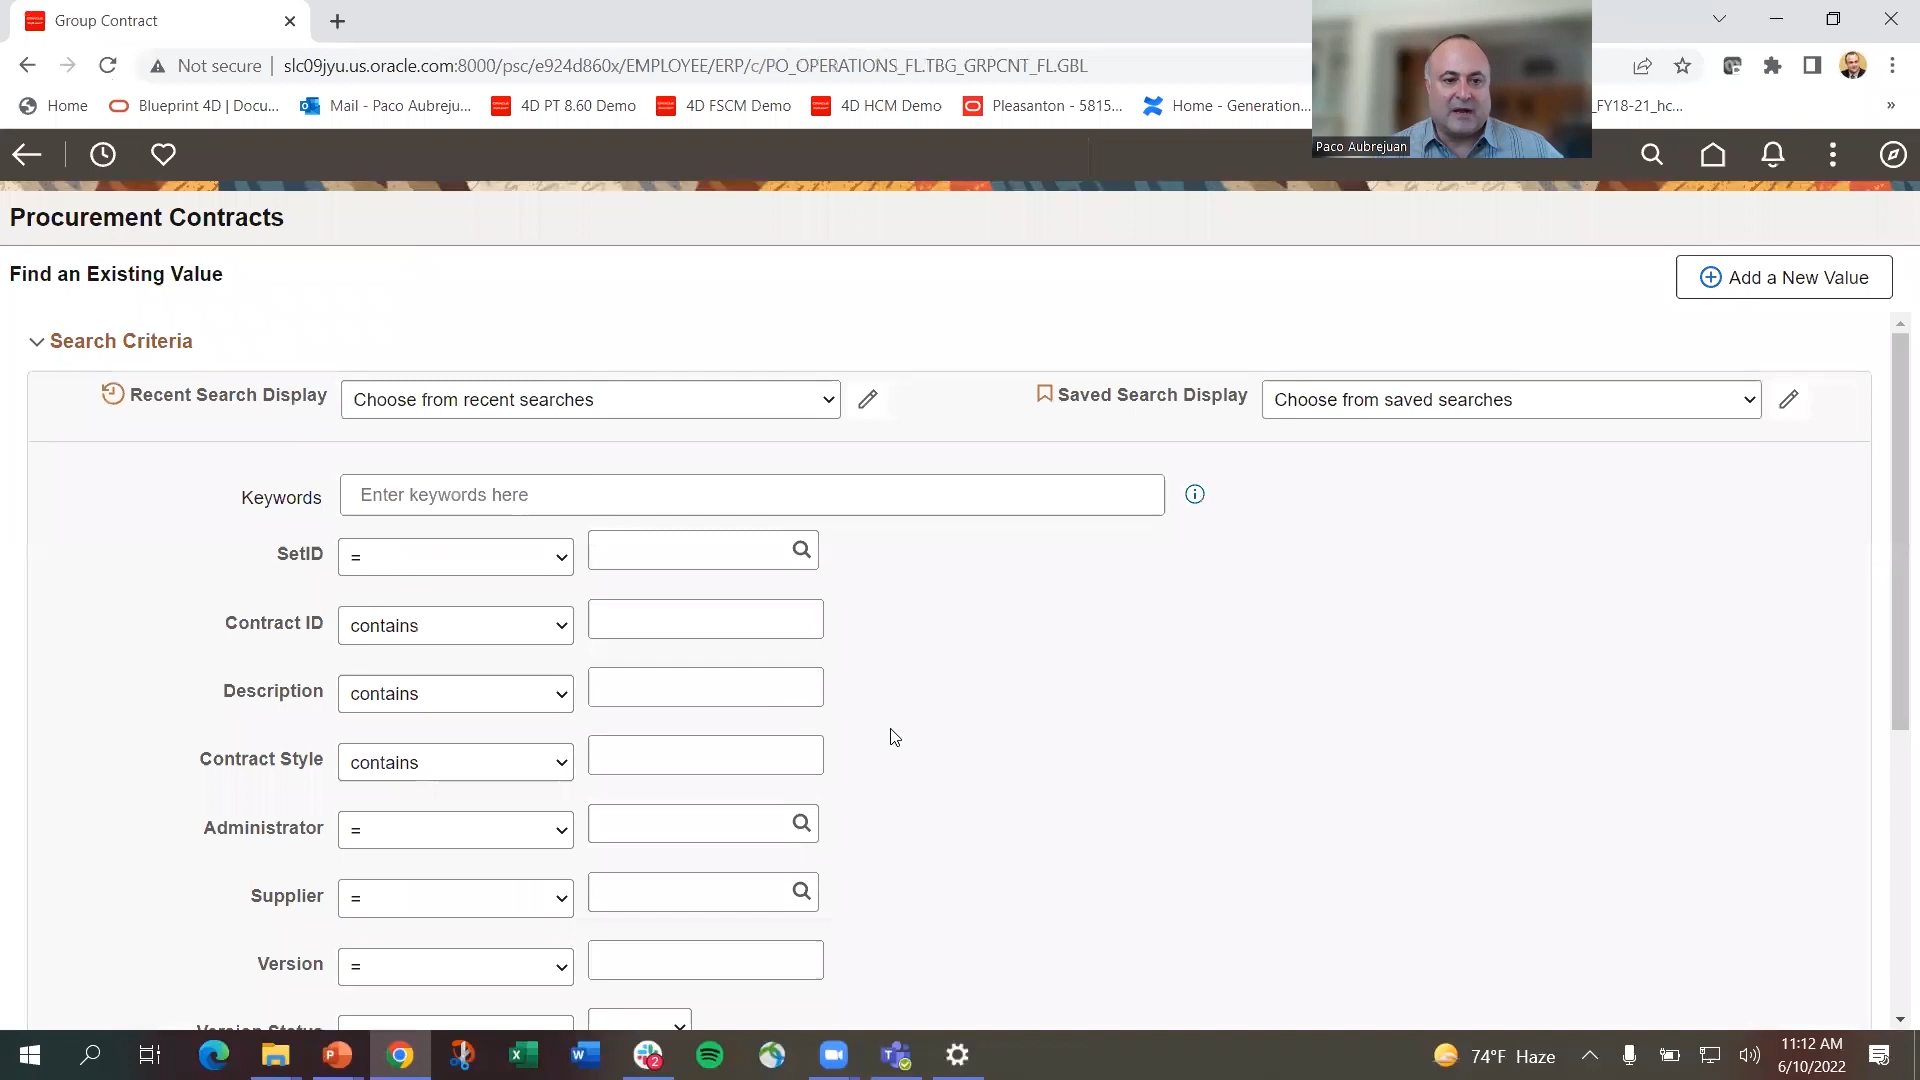 Group Contract
Not secure slc09jyu.us.oracle.com:8000/psc/e924d860x/EMPLOYEE/ERP/c/PO_OPERATIONS_FL.TBG_GRPCNT_FL.GBL
Home Blueprint 4D | Docu... Mail - Paco Aubreju... 4D PT 8.60 Demo 4D FSCM Demo 4D HCM Demo Pleasanton - 5815... Home - Generation... _FY18-21_hc... »
Paco Aubrejuan
Procurement Contracts
Find an Existing Value
Add a New Value
Search Criteria
Recent Search Display Choose from recent searches Saved Search Display Choose from saved searches
Keywords Enter keywords here
SetID =
Contract ID contains
Description contains
Contract Style contains
Administrator =
Supplier =
Version =
Version Status
2
74°F Haze
11:12 AM
6/10/2022